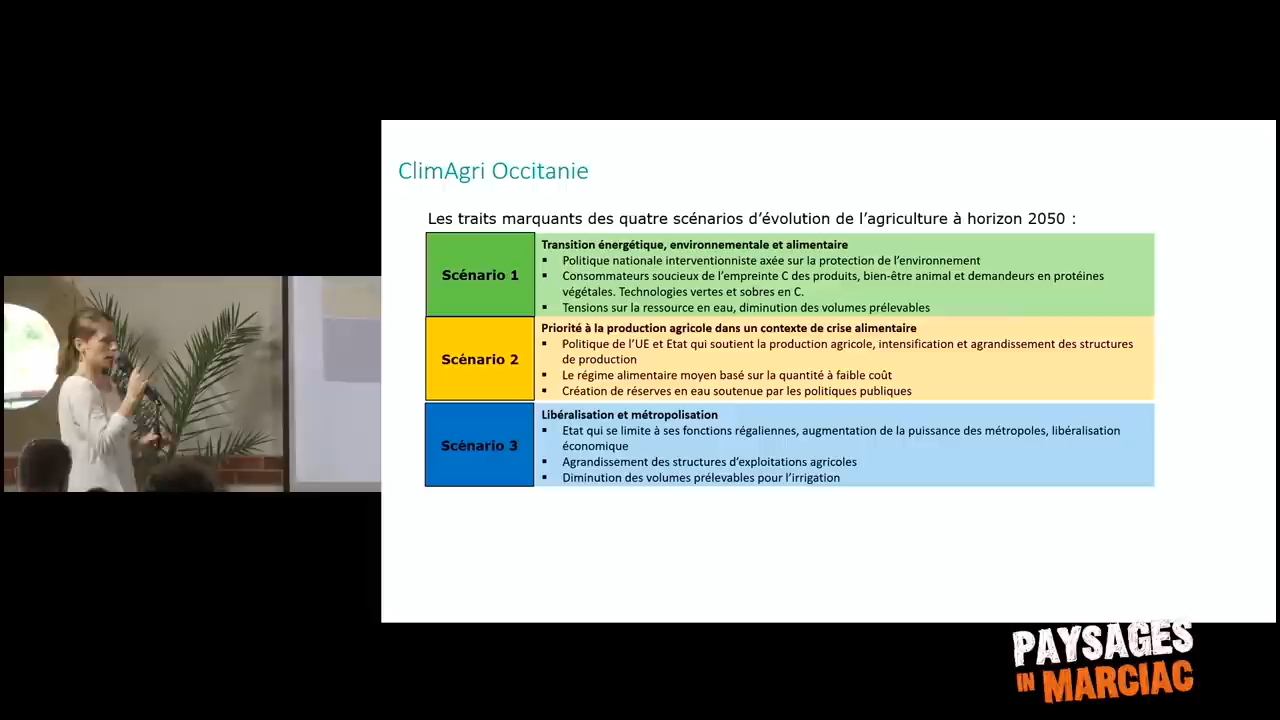 ClimAgri Occitanie
Les traits marquants des quatre scénarios d’évolution de l’agriculture à horizon 2050 :
Scénario 1
Transition énergétique, environnementale et alimentaire
▪ Politique nationale interventionniste axée sur la protection de l’environnement
▪ Consommateurs soucieux de l’empreinte C des produits, bien-être animal et demandeurs en protéines
végétales. Technologies vertes et sobres en C.
▪ Tensions sur la ressource en eau, diminution des volumes prélevables
Scénario 2
Priorité à la production agricole dans un contexte de crise alimentaire
▪ Politique de l’UE et Etat qui soutient la production agricole, intensification et agrandissement des structures
de production
▪ Le régime alimentaire moyen basé sur la quantité à faible coût
▪ Création de réserves en eau soutenue par les politiques publiques
Scénario 3
Libéralisation et métropolisation
▪ Etat qui se limite à ses fonctions régaliennes, augmentation de la puissance des métropoles, libéralisation
économique
▪ Agrandissement des structures d’exploitations agricoles
▪ Diminution des volumes prélevables pour l’irrigation
PAYSAGES
IN MARCIAC